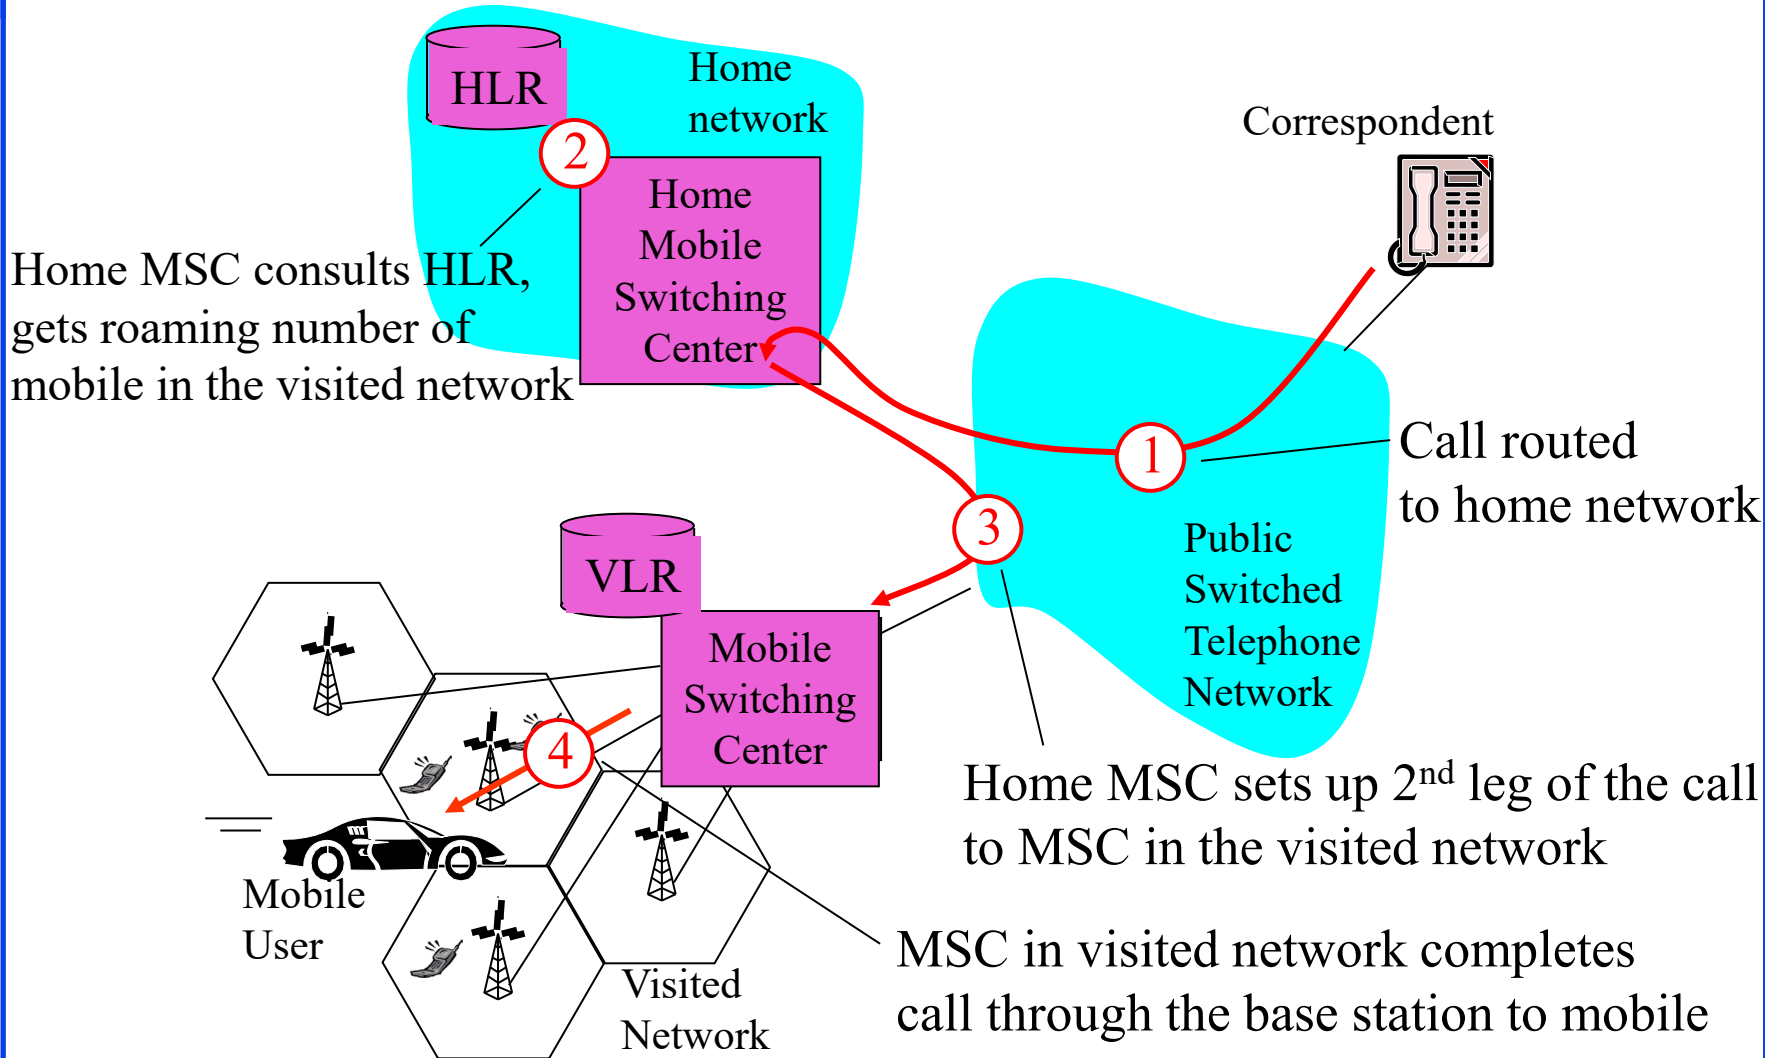 HLR
Home
network
Correspondent
2
Home
Mobile
Switching
Center
Home MSC consults HLR,
gets roaming number of
mobile in the visited network
1
Call routed
to home network
3
Public
Switched
Telephone
Network
VLR
Mobile
Switching
Center
4
Home MSC sets up 2nd leg of the call
to MSC in the visited network
Mobile
User
MSC in visited network completes
call through the base station to mobile
Visited
Network